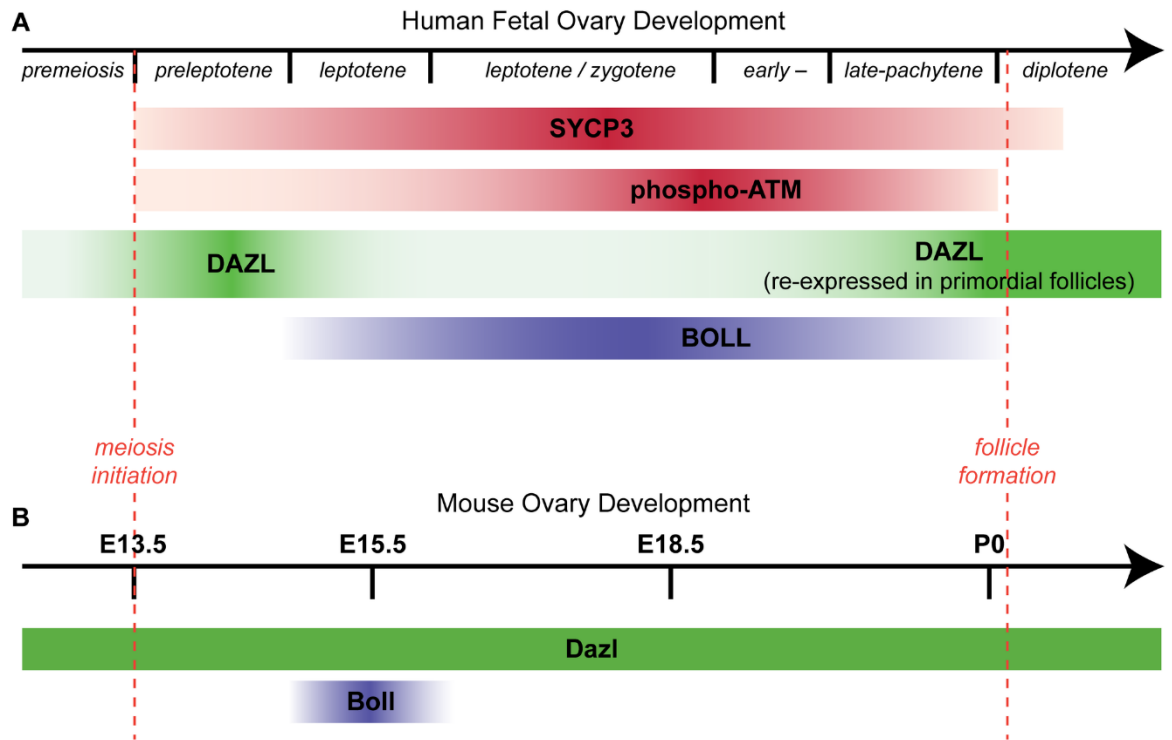 A
Human Fetal Ovary Development
premeiosis preleptotene leptotene leptotene / zygotene early – late-pachytene diplotene
SYCP3
phospho-ATM
DAZL DAZL
(re-expressed in primordial follicles)
BOLL
meiosis
initiation
follicle
formation
B
Mouse Ovary Development
E13.5 E15.5 E18.5 P0
Dazl
Boll